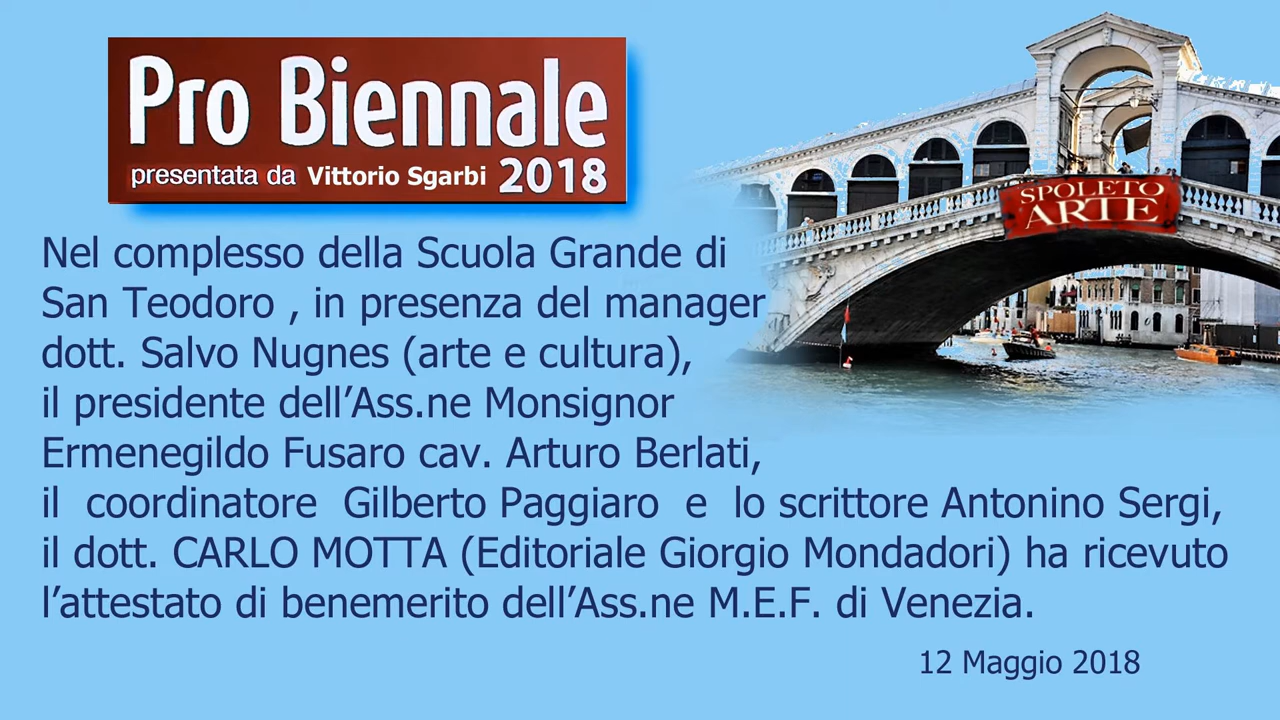 Pro Biennale
presentata da Vittorio Sgarbi 2018
SPOLETO
ARTE
Nel complesso della Scuola Grande di
San Teodoro , in presenza del manager
dott. Salvo Nugnes (arte e cultura),
il presidente dell’Ass.ne Monsignor
Ermenegildo Fusaro cav. Arturo Berlati,
il coordinatore Gilberto Paggiaro e lo scrittore Antonino Sergi,
il dott. CARLO MOTTA (Editoriale Giorgio Mondadori) ha ricevuto
l’attestato di benemerito dell’Ass.ne M.E.F. di Venezia.
12 Maggio 2018